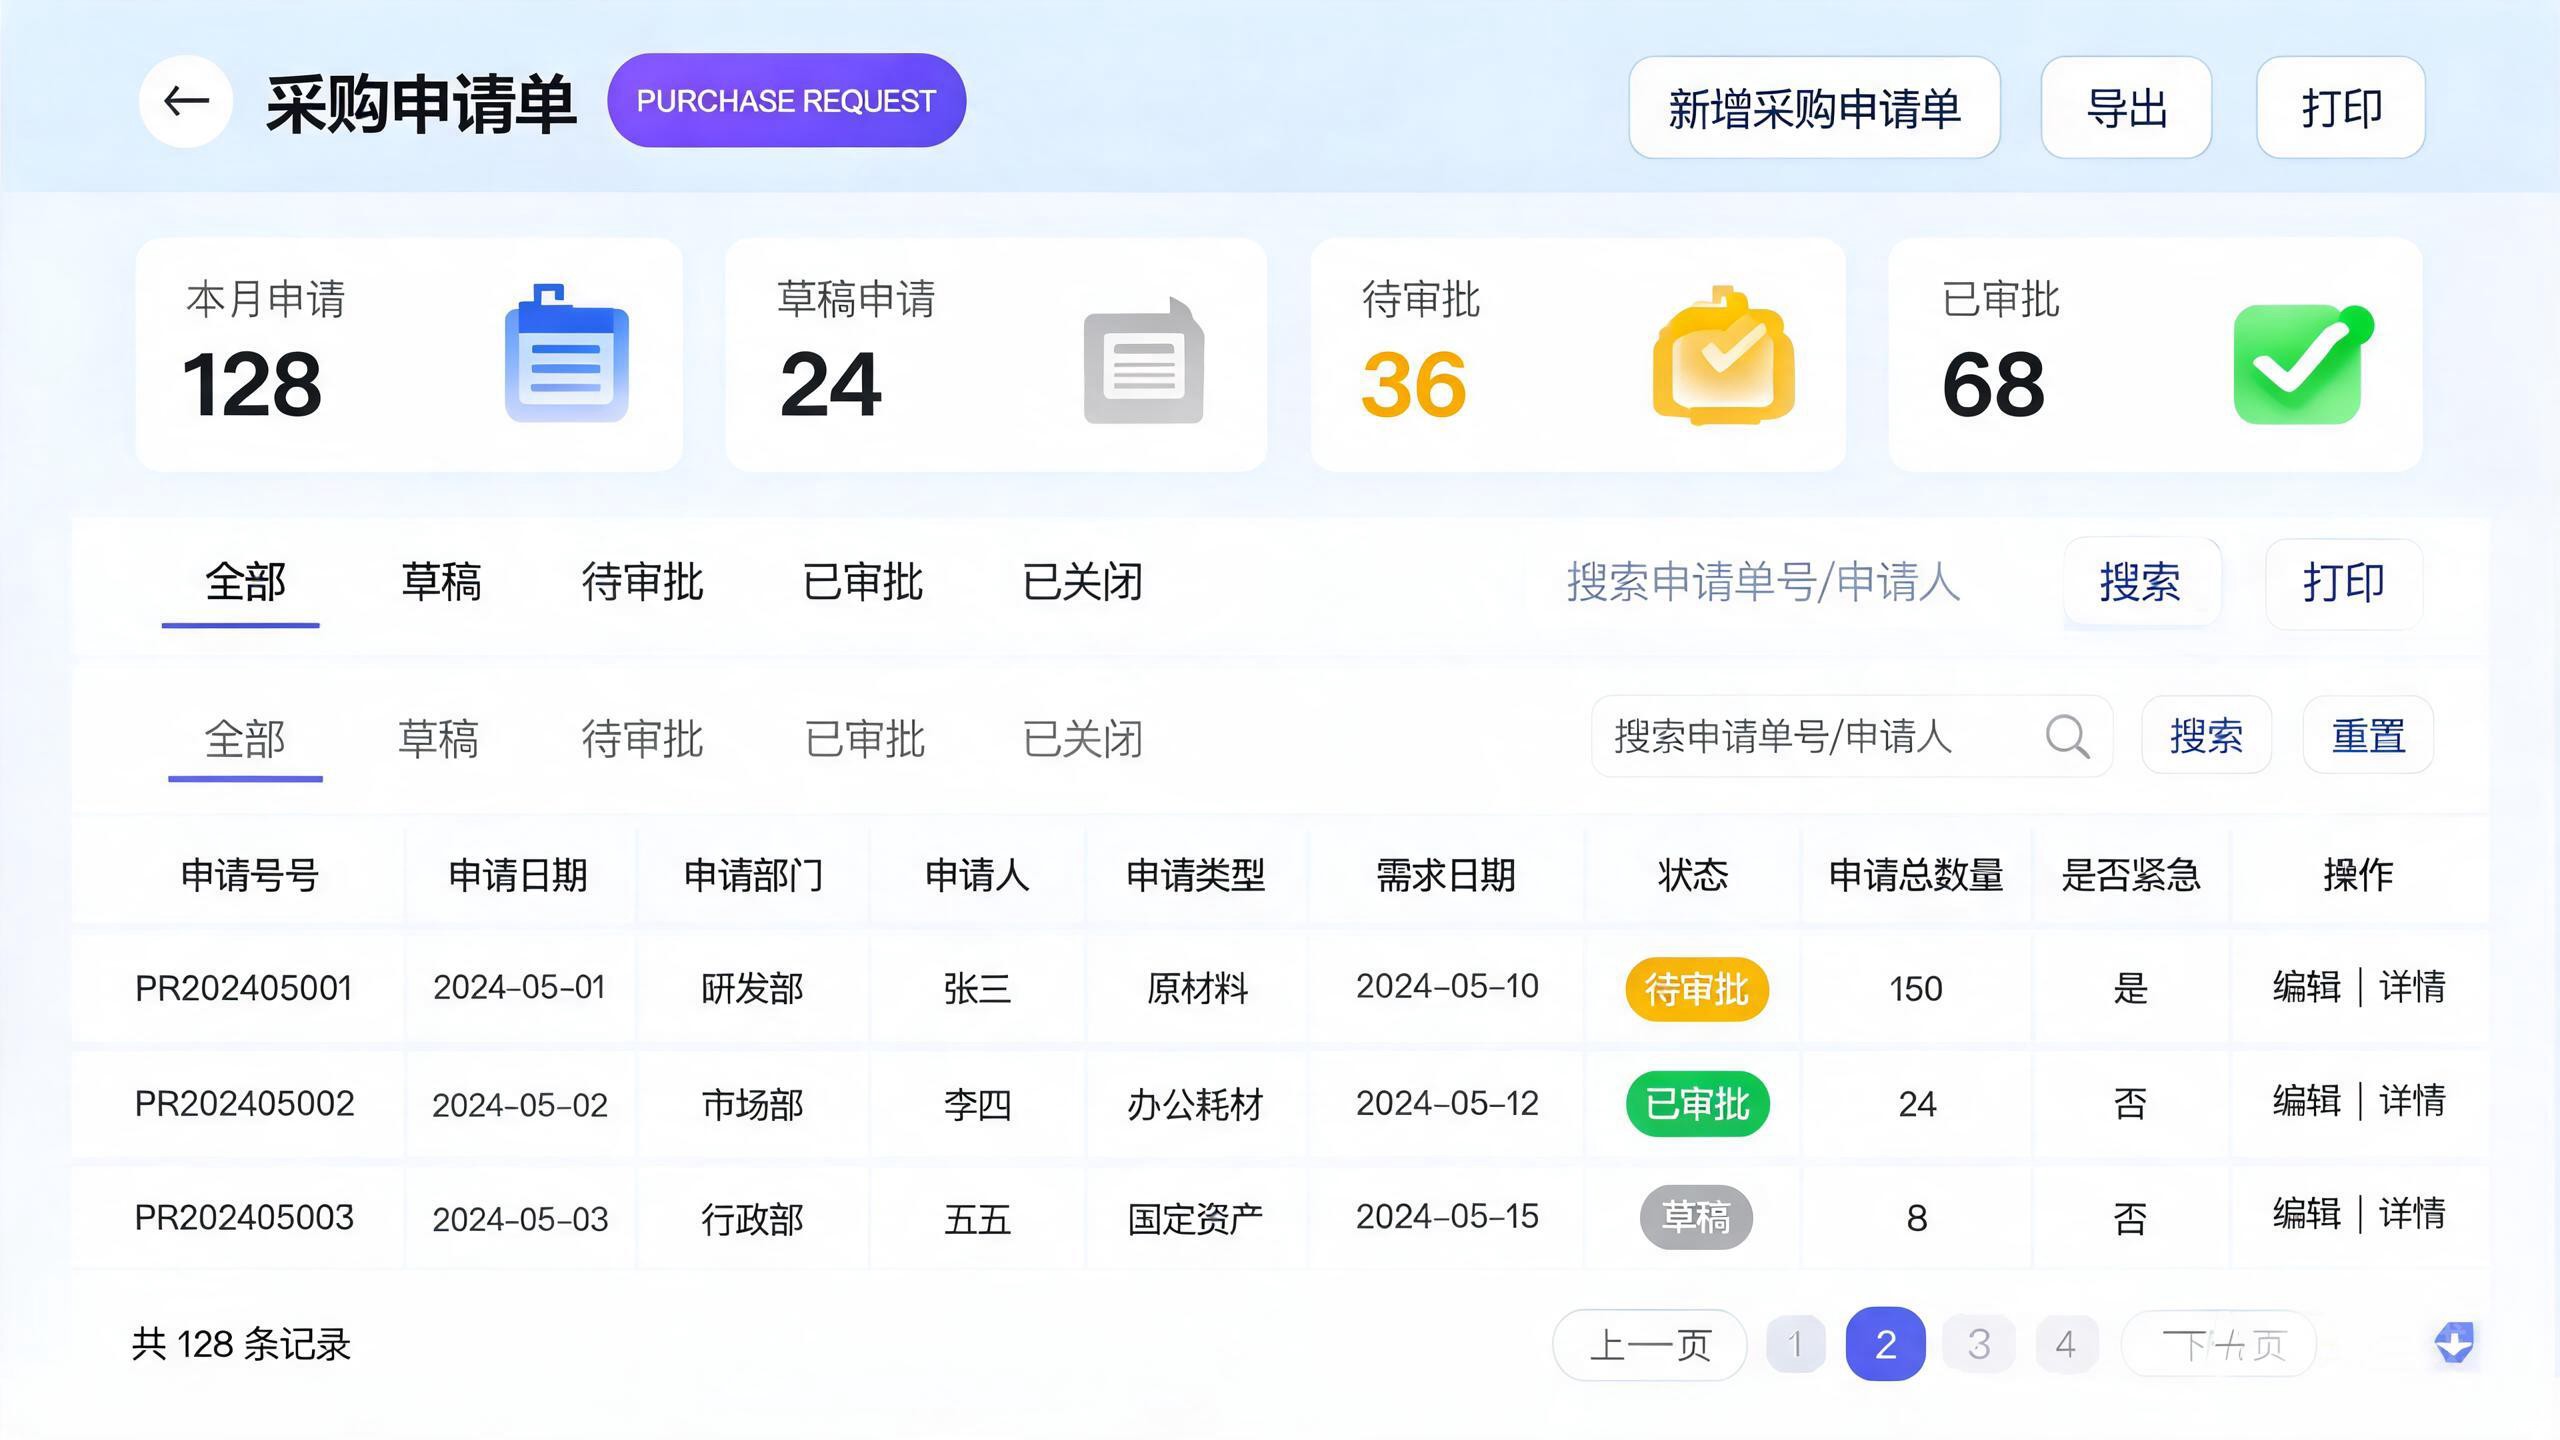 采购申请单 PURCHASE REQUEST 新增采购申请单 导出 打印
本月申请 草稿申请 待审批 已审批
128 24 36 68
全部 草稿 待审批 已审批 已关闭 搜索申请单号/申请人 搜索 打印
全部 草稿 待审批 已审批 已关闭 搜索申请单号/申请人 搜索 重置
申请号号 申请日期 申请部门 申请人 申请类型 需求日期 状态 申请总数量 是否紧急 操作
PR202405001 2024-05-01 研发部 张三 原材料 2024-05-10 待审批 150 是 编辑 | 详情
PR202405002 2024-05-02 市场部 李四 办公耗材 2024-05-12 已审批 24 否 编辑 | 详情
PR202405003 2024-05-03 行政部 五五 国定资产 2024-05-15 草稿 8 否 编辑 | 详情
共 128 条记录 上一页 1 2 3 4